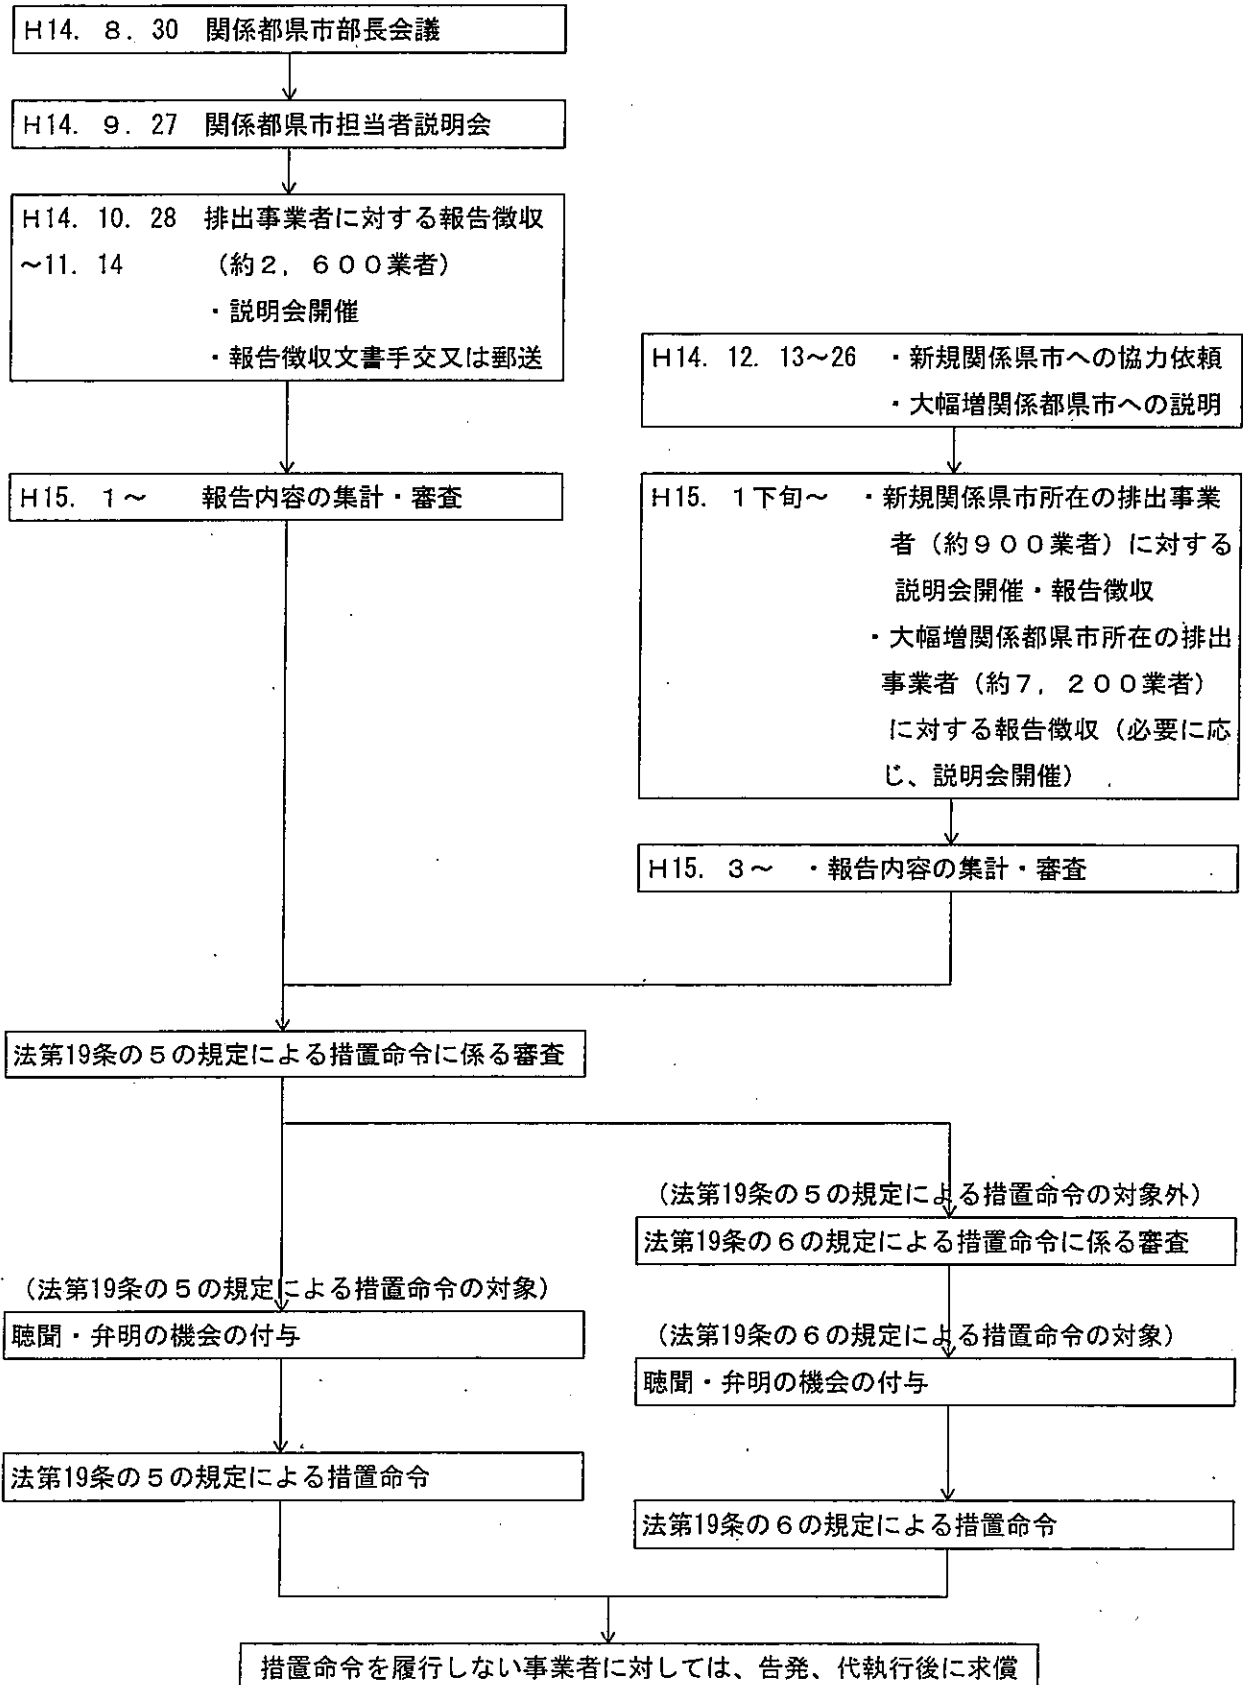 H14. 8. 30 関係都県市部長会議
H14. 9. 27 関係都県市担当者説明会
H14. 10. 28 排出事業者に対する報告徴収
～11. 14 (約2,600業者)
・説明会開催
・報告徴収文書手交又は郵送
H15. 1～ 報告内容の集計・審査
H14. 12. 13～26 ・新規関係県市への協力依頼
・大幅増関係都県市への説明
H15. 1下旬～ ・新規関係県市所在の排出事業
者(約900業者)に対する
説明会開催・報告徴収
・大幅増関係都県市所在の排出
事業者(約7,200業者)
に対する報告徴収(必要に応
じ、説明会開催)
H15. 3～ ・報告内容の集計・審査
法第19条の5の規定による措置命令に係る審査
(法第19条の5の規定による措置命令の対象)
聴聞・弁明の機会の付与
法第19条の5の規定による措置命令
(法第19条の5の規定による措置命令の対象外)
法第19条の6の規定による措置命令に係る審査
(法第19条の6の規定による措置命令の対象)
聴聞・弁明の機会の付与
法第19条の6の規定による措置命令
措置命令を履行しない事業者に対しては、告発、代執行後に求償